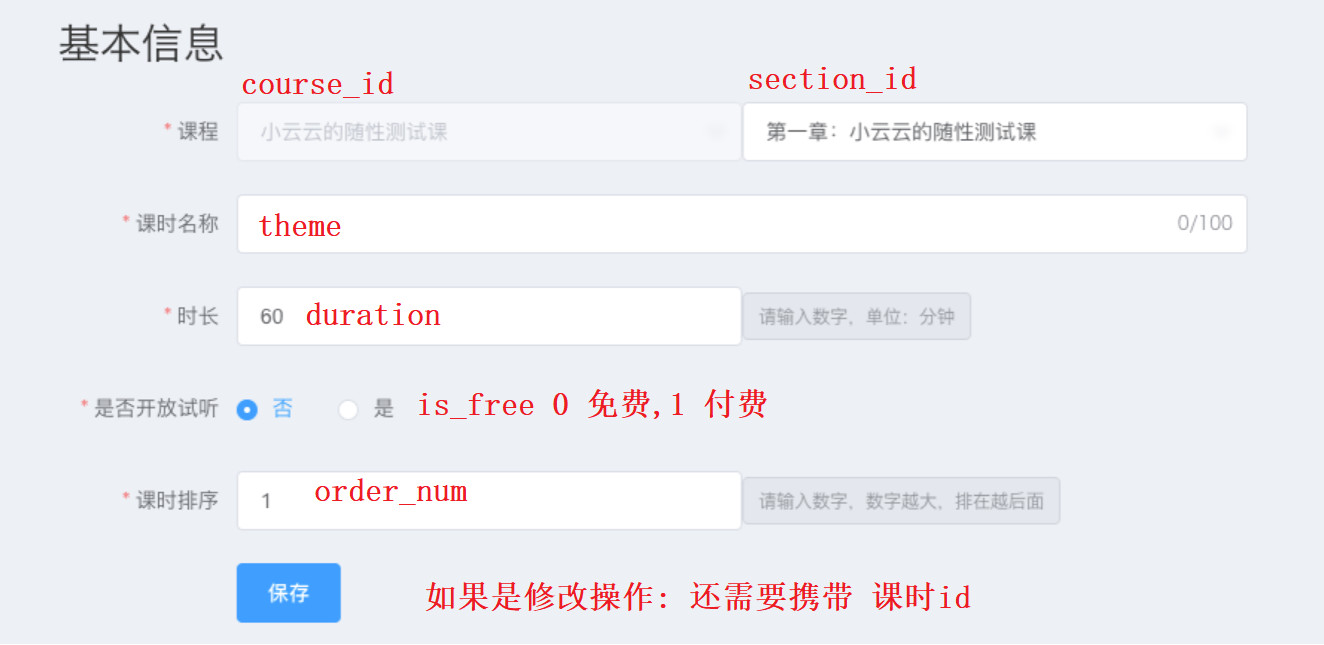 基本信息
course_id section_id
* 课程 小云云的随性测试课 第一章：小云云的随性测试课
* 课时名称 theme 0/100
* 时长 60 duration 请输入数字，单位：分钟
* 是否开放试听 否 是 is_free 0 免费,1 付费
* 课时排序 1 order_num 请输入数字，数字越大，排在越后面
保存 如果是修改操作: 还需要携带 课时id